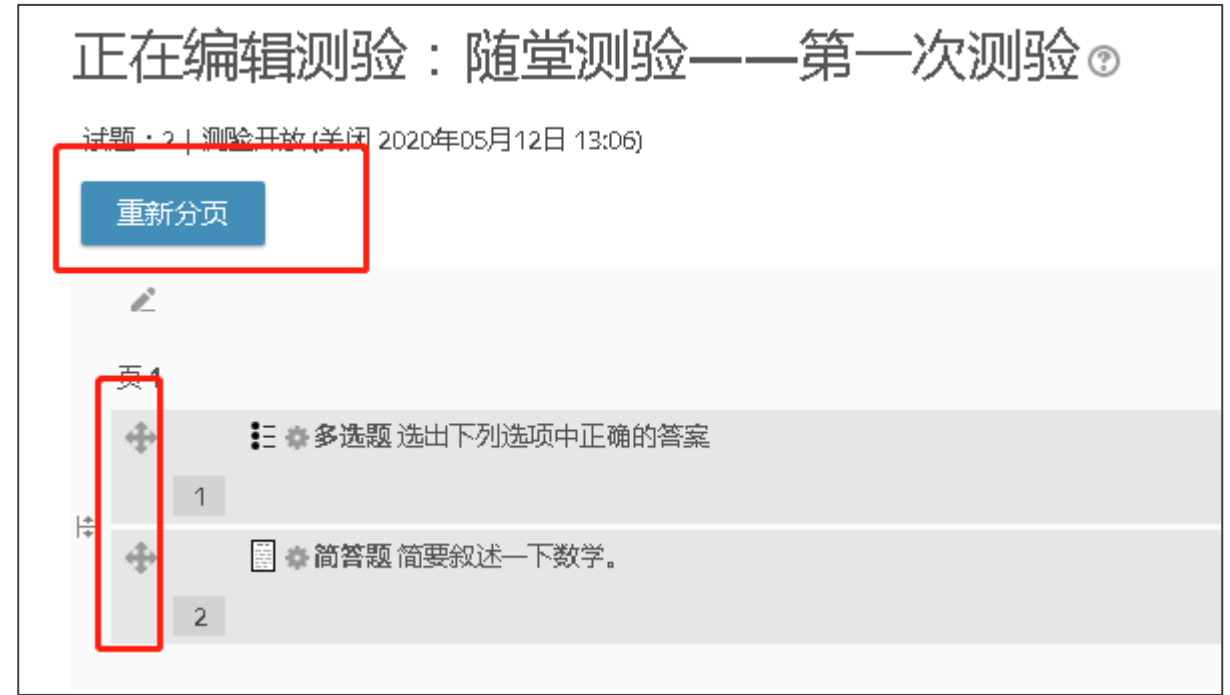 正在编辑测验：随堂测验——第一次测验
试题：2 | 测验开放 (关闭 2020年05月12日 13:06)
重新分页
页 1
多选题 选出下列选项中正确的答案
1
简答题 简要叙述一下数学。
2